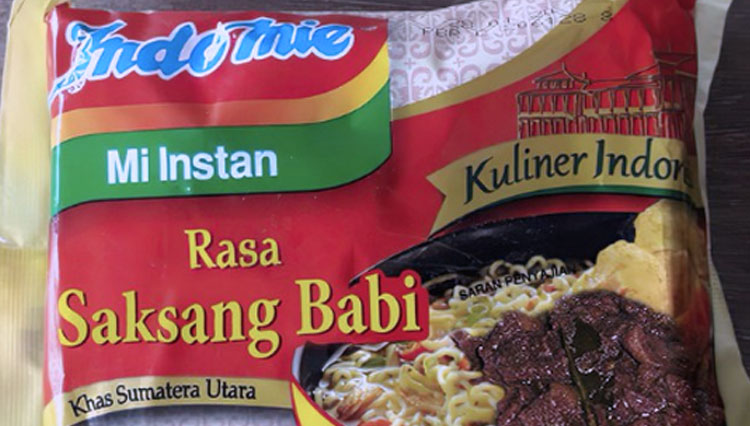 Indomie
Mi Instan
Kuliner Indon
Rasa
Saksang Babi
SARAN PENYAJIAN
Khas Sumatera Utara